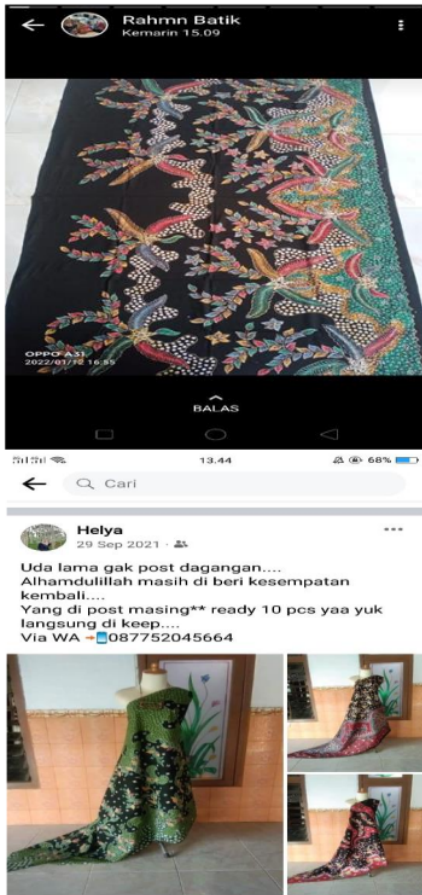 Rahmn Batik
Kemarin 15.09
OPPO A31
2022/01/12 16:55
BALAS
13.44
68%
Cari
Helya
29 Sep 2021
Uda lama gak post dagangan....
Alhamdulillah masih di beri kesempatan
kembali....
Yang di post masing** ready 10 pcs yaa yuk
langsung di keep....
Via WA 087752045664